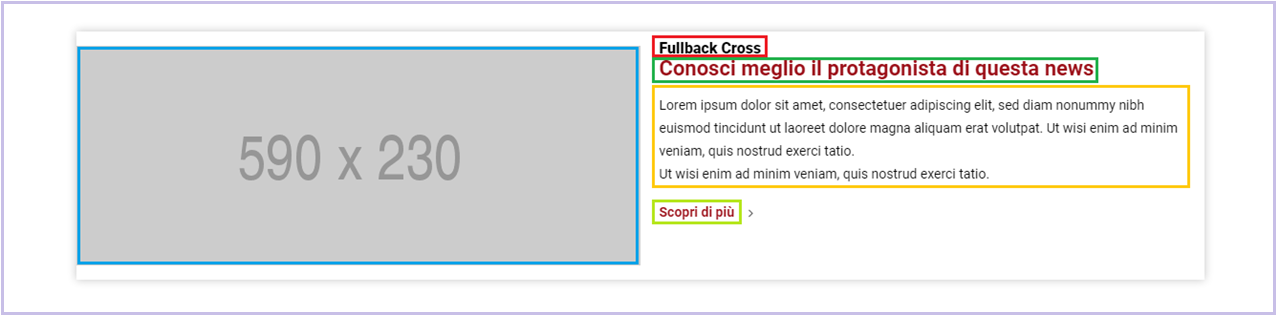 590 x 230
Fullback Cross
Conosci meglio il protagonista di questa news
Lorem ipsum dolor sit amet, consectetuer adipiscing elit, sed diam nonummy nibh
euismod tincidunt ut laoreet dolore magna aliquam erat volutpat. Ut wisi enim ad minim
veniam, quis nostrud exerci tatio.
Ut wisi enim ad minim veniam, quis nostrud exerci tatio.
Scopri di più ›